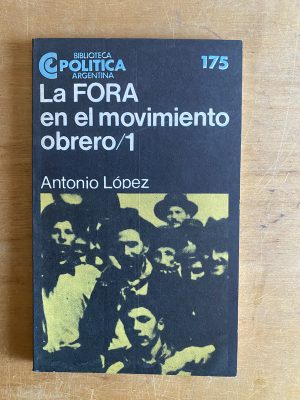 BIBLIOTECA
POLITICA
ARGENTINA
175
La FORA
en el movimiento
obrero/1
Antonio López